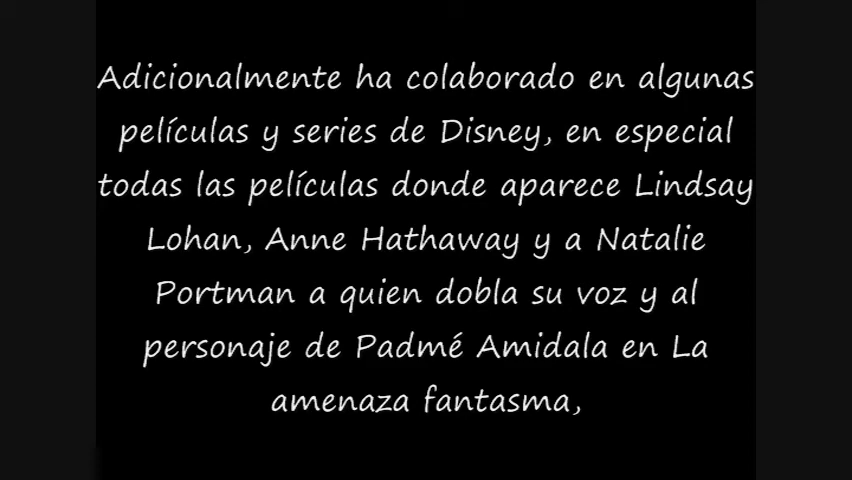 Adicionalmente ha colaborado en algunas
películas y series de Disney, en especial
todas las películas donde aparece Lindsay
Lohan, Anne Hathaway y a Natalie
Portman a quien dobla su voz y al
personaje de Padmé Amidala en La
amenaza fantasma,